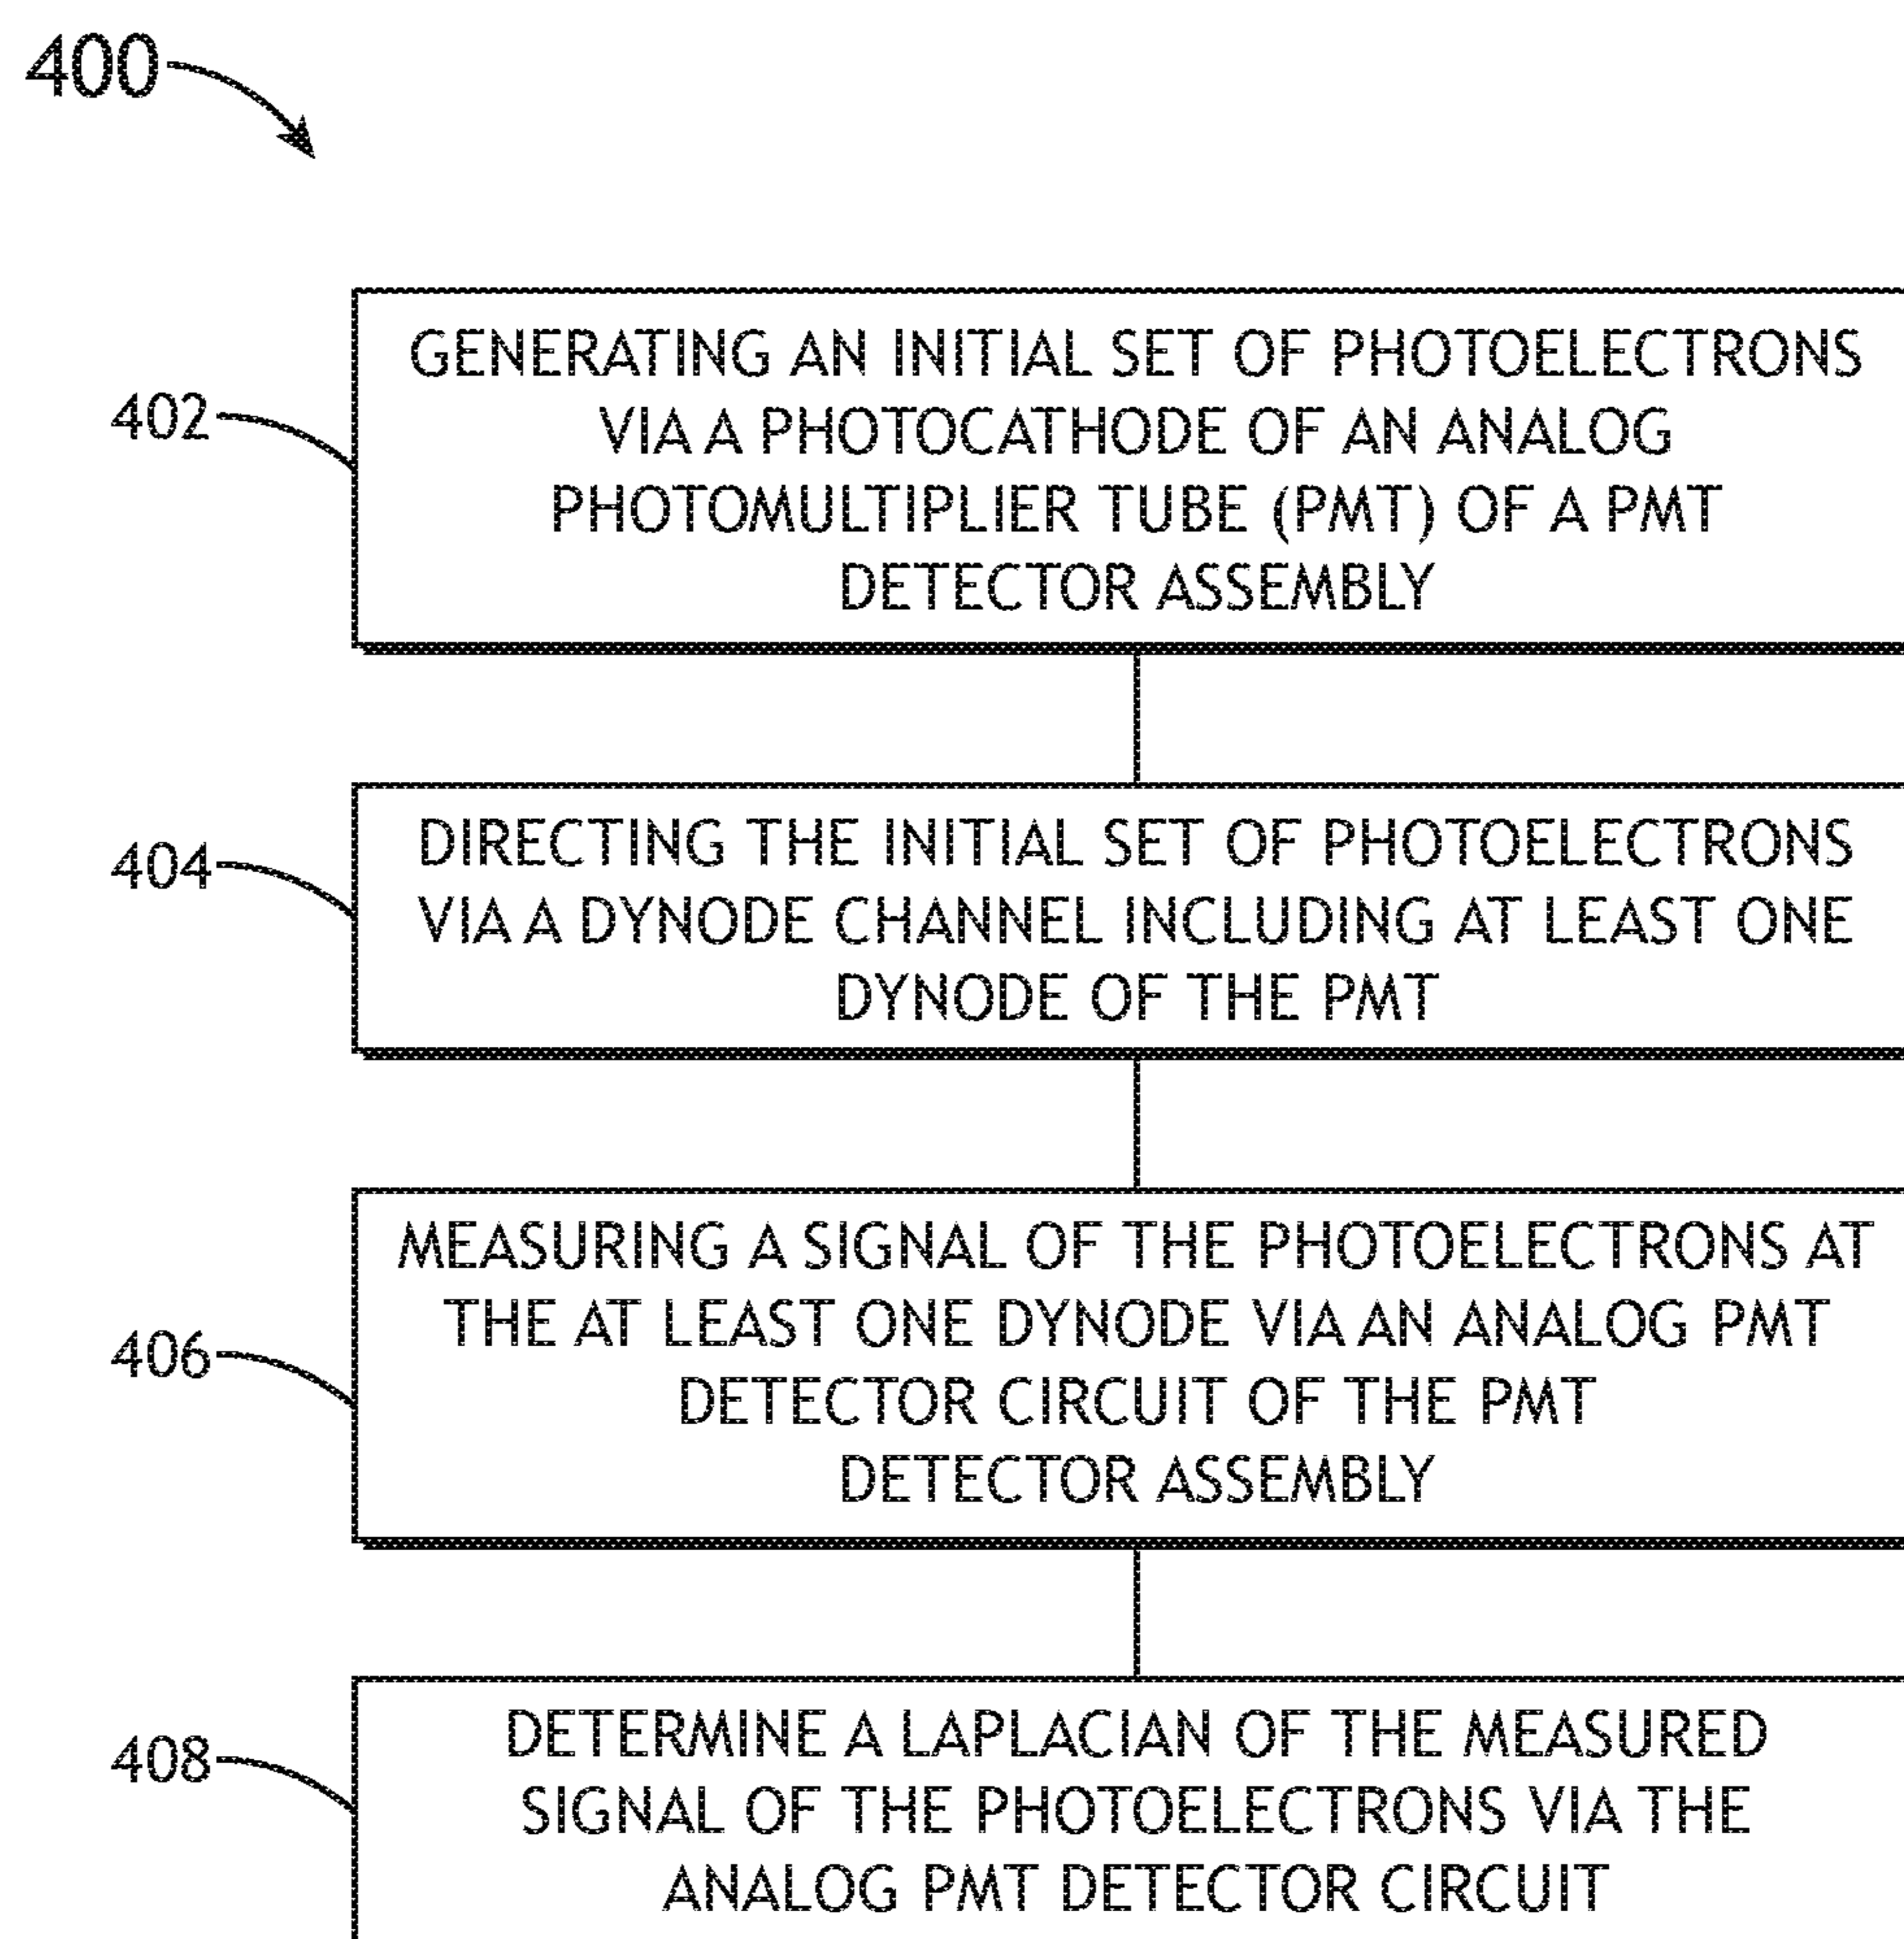 400
402
GENERATING AN INITIAL SET OF PHOTOELECTRONS
VIA A PHOTOCATHODE OF AN ANALOG
PHOTOMULTIPLIER TUBE (PMT) OF A PMT
DETECTOR ASSEMBLY
404
DIRECTING THE INITIAL SET OF PHOTOELECTRONS
VIA A DYNODE CHANNEL INCLUDING AT LEAST ONE
DYNODE OF THE PMT
406
MEASURING A SIGNAL OF THE PHOTOELECTRONS AT
THE AT LEAST ONE DYNODE VIA AN ANALOG PMT
DETECTOR CIRCUIT OF THE PMT
DETECTOR ASSEMBLY
408
DETERMINE A LAPLACIAN OF THE MEASURED
SIGNAL OF THE PHOTOELECTRONS VIA THE
ANALOG PMT DETECTOR CIRCUIT